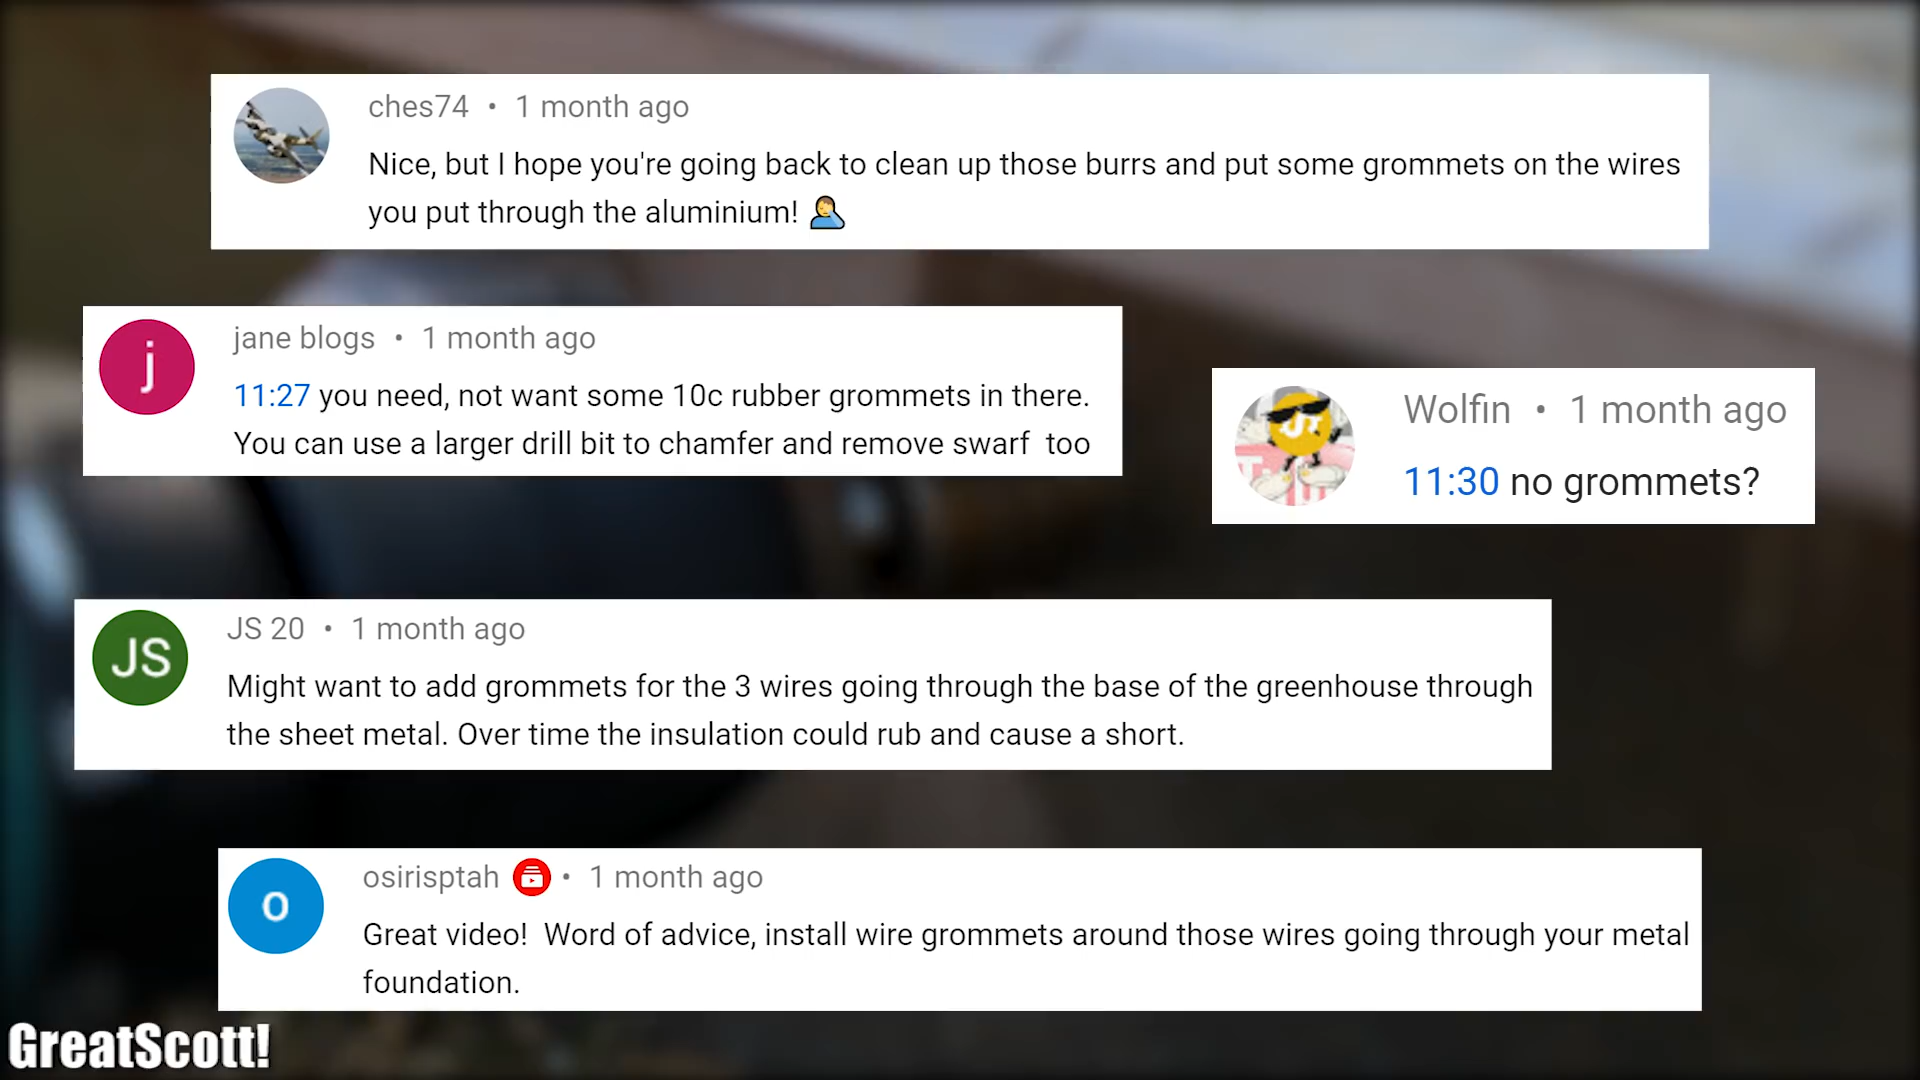 ches74 • 1 month ago
Nice, but I hope you're going back to clean up those burrs and put some grommets on the wires
you put through the aluminium! 🤦
j
jane blogs • 1 month ago
11:27 you need, not want some 10c rubber grommets in there.
You can use a larger drill bit to chamfer and remove swarf too
Wolfin • 1 month ago
11:30 no grommets?
JS
JS 20 • 1 month ago
Might want to add grommets for the 3 wires going through the base of the greenhouse through
the sheet metal. Over time the insulation could rub and cause a short.
o
osirisptah • 1 month ago
Great video! Word of advice, install wire grommets around those wires going through your metal
foundation.
GreatScott!